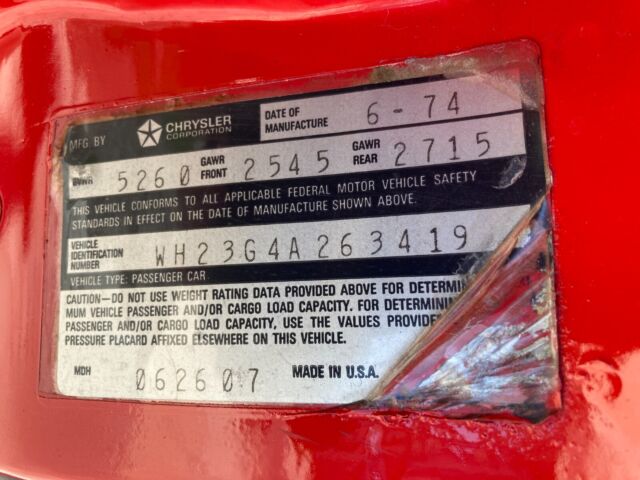 MFG BY CHRYSLER CORPORATION DATE OF MANUFACTURE 6-74
GVWR 5260 GAWR FRONT 2545 GAWR REAR 2715
THIS VEHICLE CONFORMS TO ALL APPLICABLE FEDERAL MOTOR VEHICLE SAFETY
STANDARDS IN EFFECT ON THE DATE OF MANUFACTURE SHOWN ABOVE.
VEHICLE IDENTIFICATION NUMBER WH23G4A263419
VEHICLE TYPE: PASSENGER CAR
CAUTION—DO NOT USE WEIGHT RATING DATA PROVIDED ABOVE FOR DETERMIN
MUM VEHICLE PASSENGER AND/OR CARGO LOAD CAPACITY. FOR DETERMININ
PASSENGER AND/OR CARGO LOAD CAPACITY, USE THE VALUES PROVIDE
PRESSURE PLACARD AFFIXED ELSEWHERE ON THIS VEHICLE.
MDH 062607 MADE IN U.S.A.